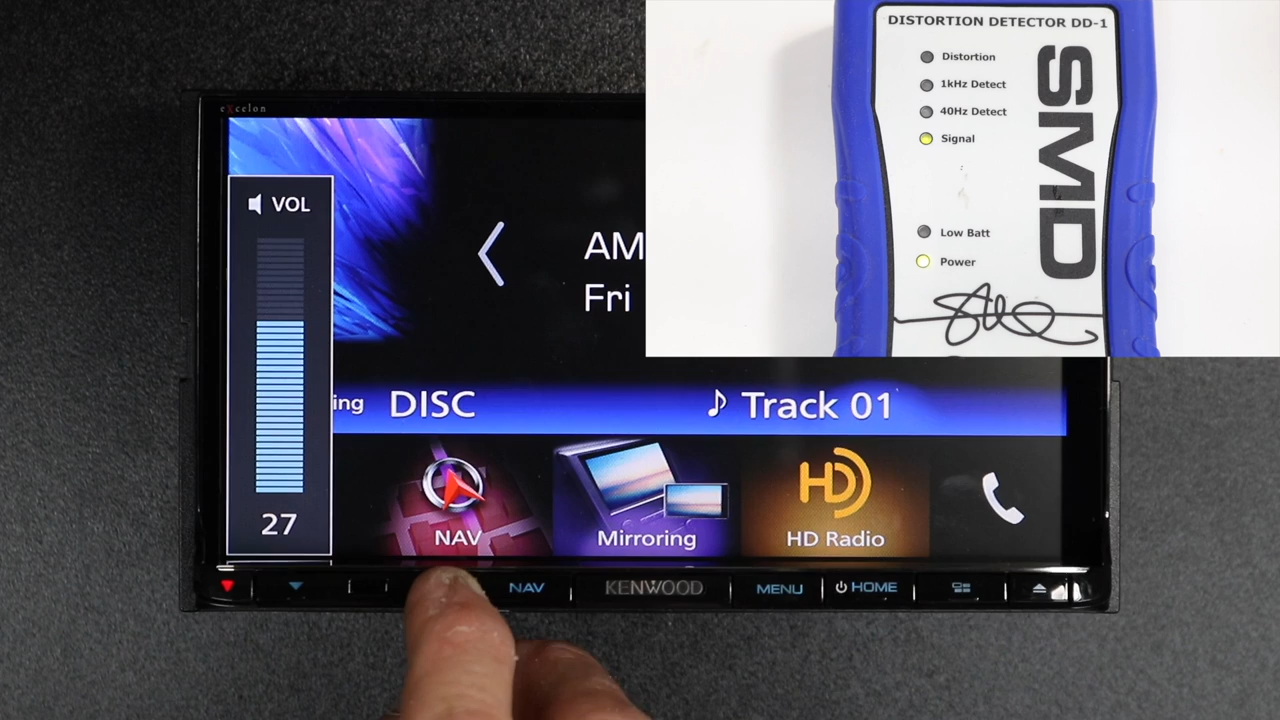 eXcelon
VOL
27
AM
Fri
ing DISC
Track 01
NAV
Mirroring
HD
HD Radio
NAV
KENWOOD
MENU
HOME
DISTORTION DETECTOR DD-1
Distortion
1kHz Detect
40Hz Detect
Signal
Low Batt
Power
SMD